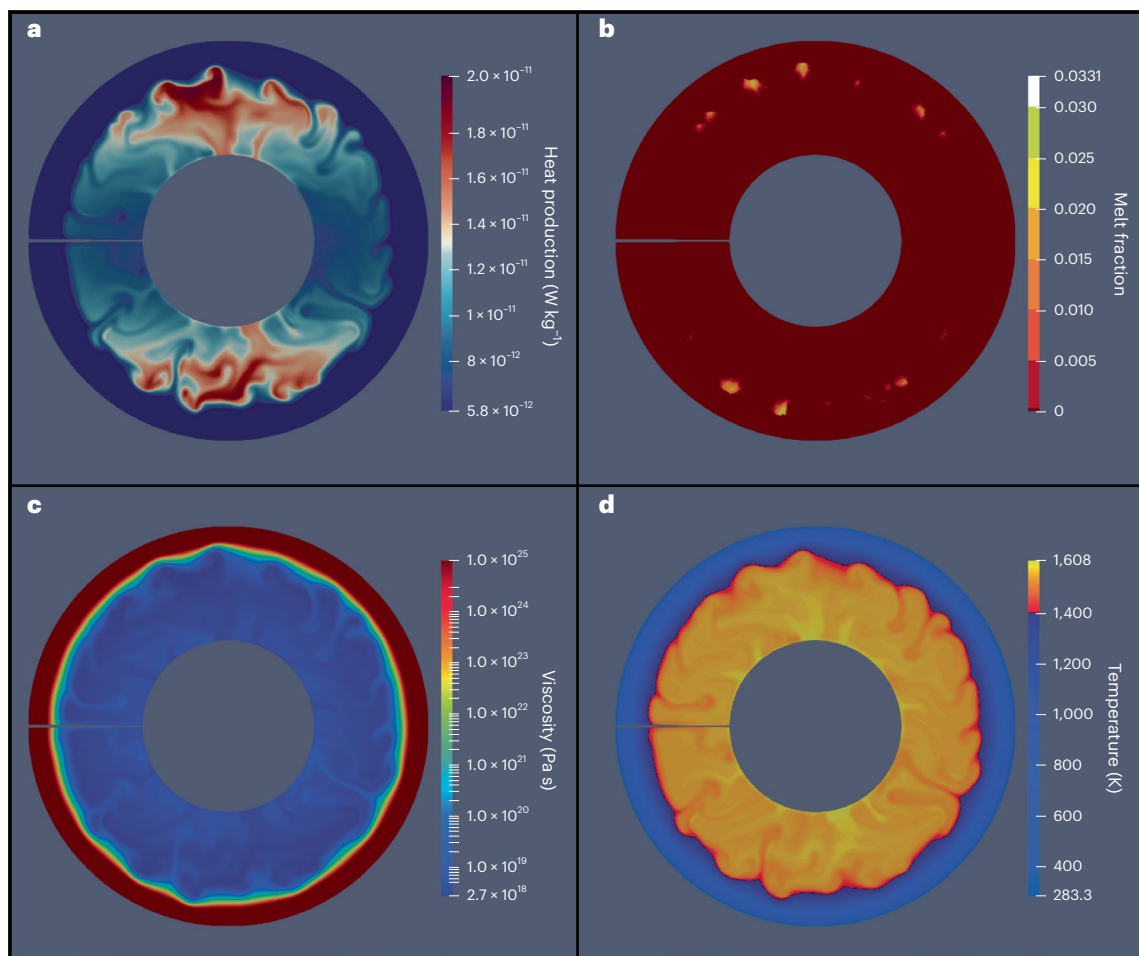 a
2.0 × 10⁻¹¹
1.8 × 10⁻¹¹
1.6 × 10⁻¹¹
1.4 × 10⁻¹¹
1.2 × 10⁻¹¹
1 × 10⁻¹¹
8 × 10⁻¹²
5.8 × 10⁻¹²
Heat production (W kg⁻¹)
b
0.0331
0.030
0.025
0.020
0.015
0.010
0.005
0
Melt fraction
c
1.0 × 10²⁵
1.0 × 10²⁴
1.0 × 10²³
1.0 × 10²²
1.0 × 10²¹
1.0 × 10²⁰
1.0 × 10¹⁹
2.7 × 10¹⁸
Viscosity (Pa s)
d
1,608
1,400
1,200
1,000
800
600
400
283.3
Temperature (K)